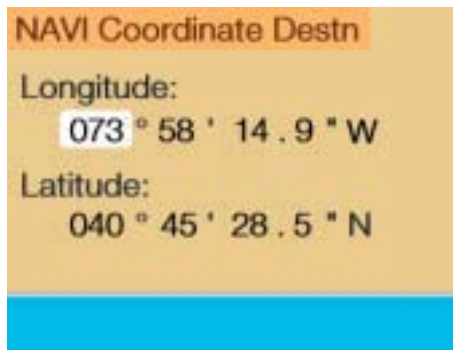 NAVI Coordinate Destn
Longitude:
073 ° 58 ' 14 . 9 " W
Latitude:
040 ° 45 ' 28 . 5 " N